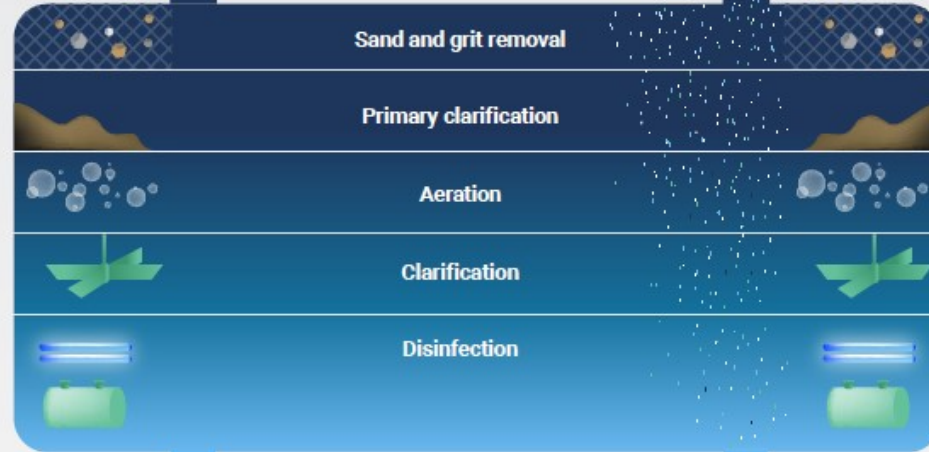 Sand and grit removal
Primary clarification
Aeration
Clarification
Disinfection